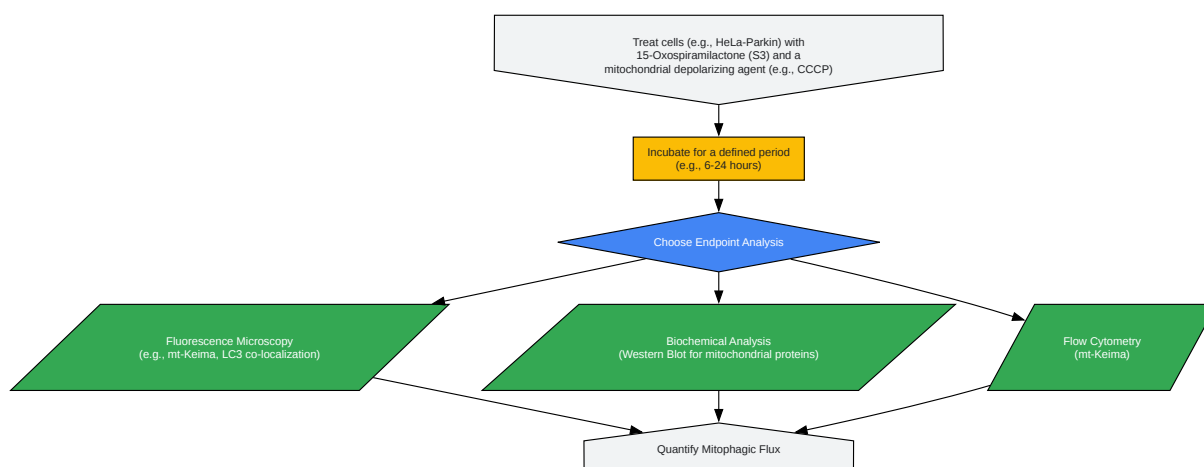 Treat cells (e.g., HeLa-Parkin) with
15-Oxospiramilactone (S3) and a
mitochondrial depolarizing agent (e.g., CCCP)
Incubate for a defined period
(e.g., 6-24 hours)
Choose Endpoint Analysis
Fluorescence Microscopy
(e.g., mt-Keima, LC3 co-localization)
Biochemical Analysis
(Western Blot for mitochondrial proteins)
Flow Cytometry
(mt-Keima)
Quantify Mitophagic Flux